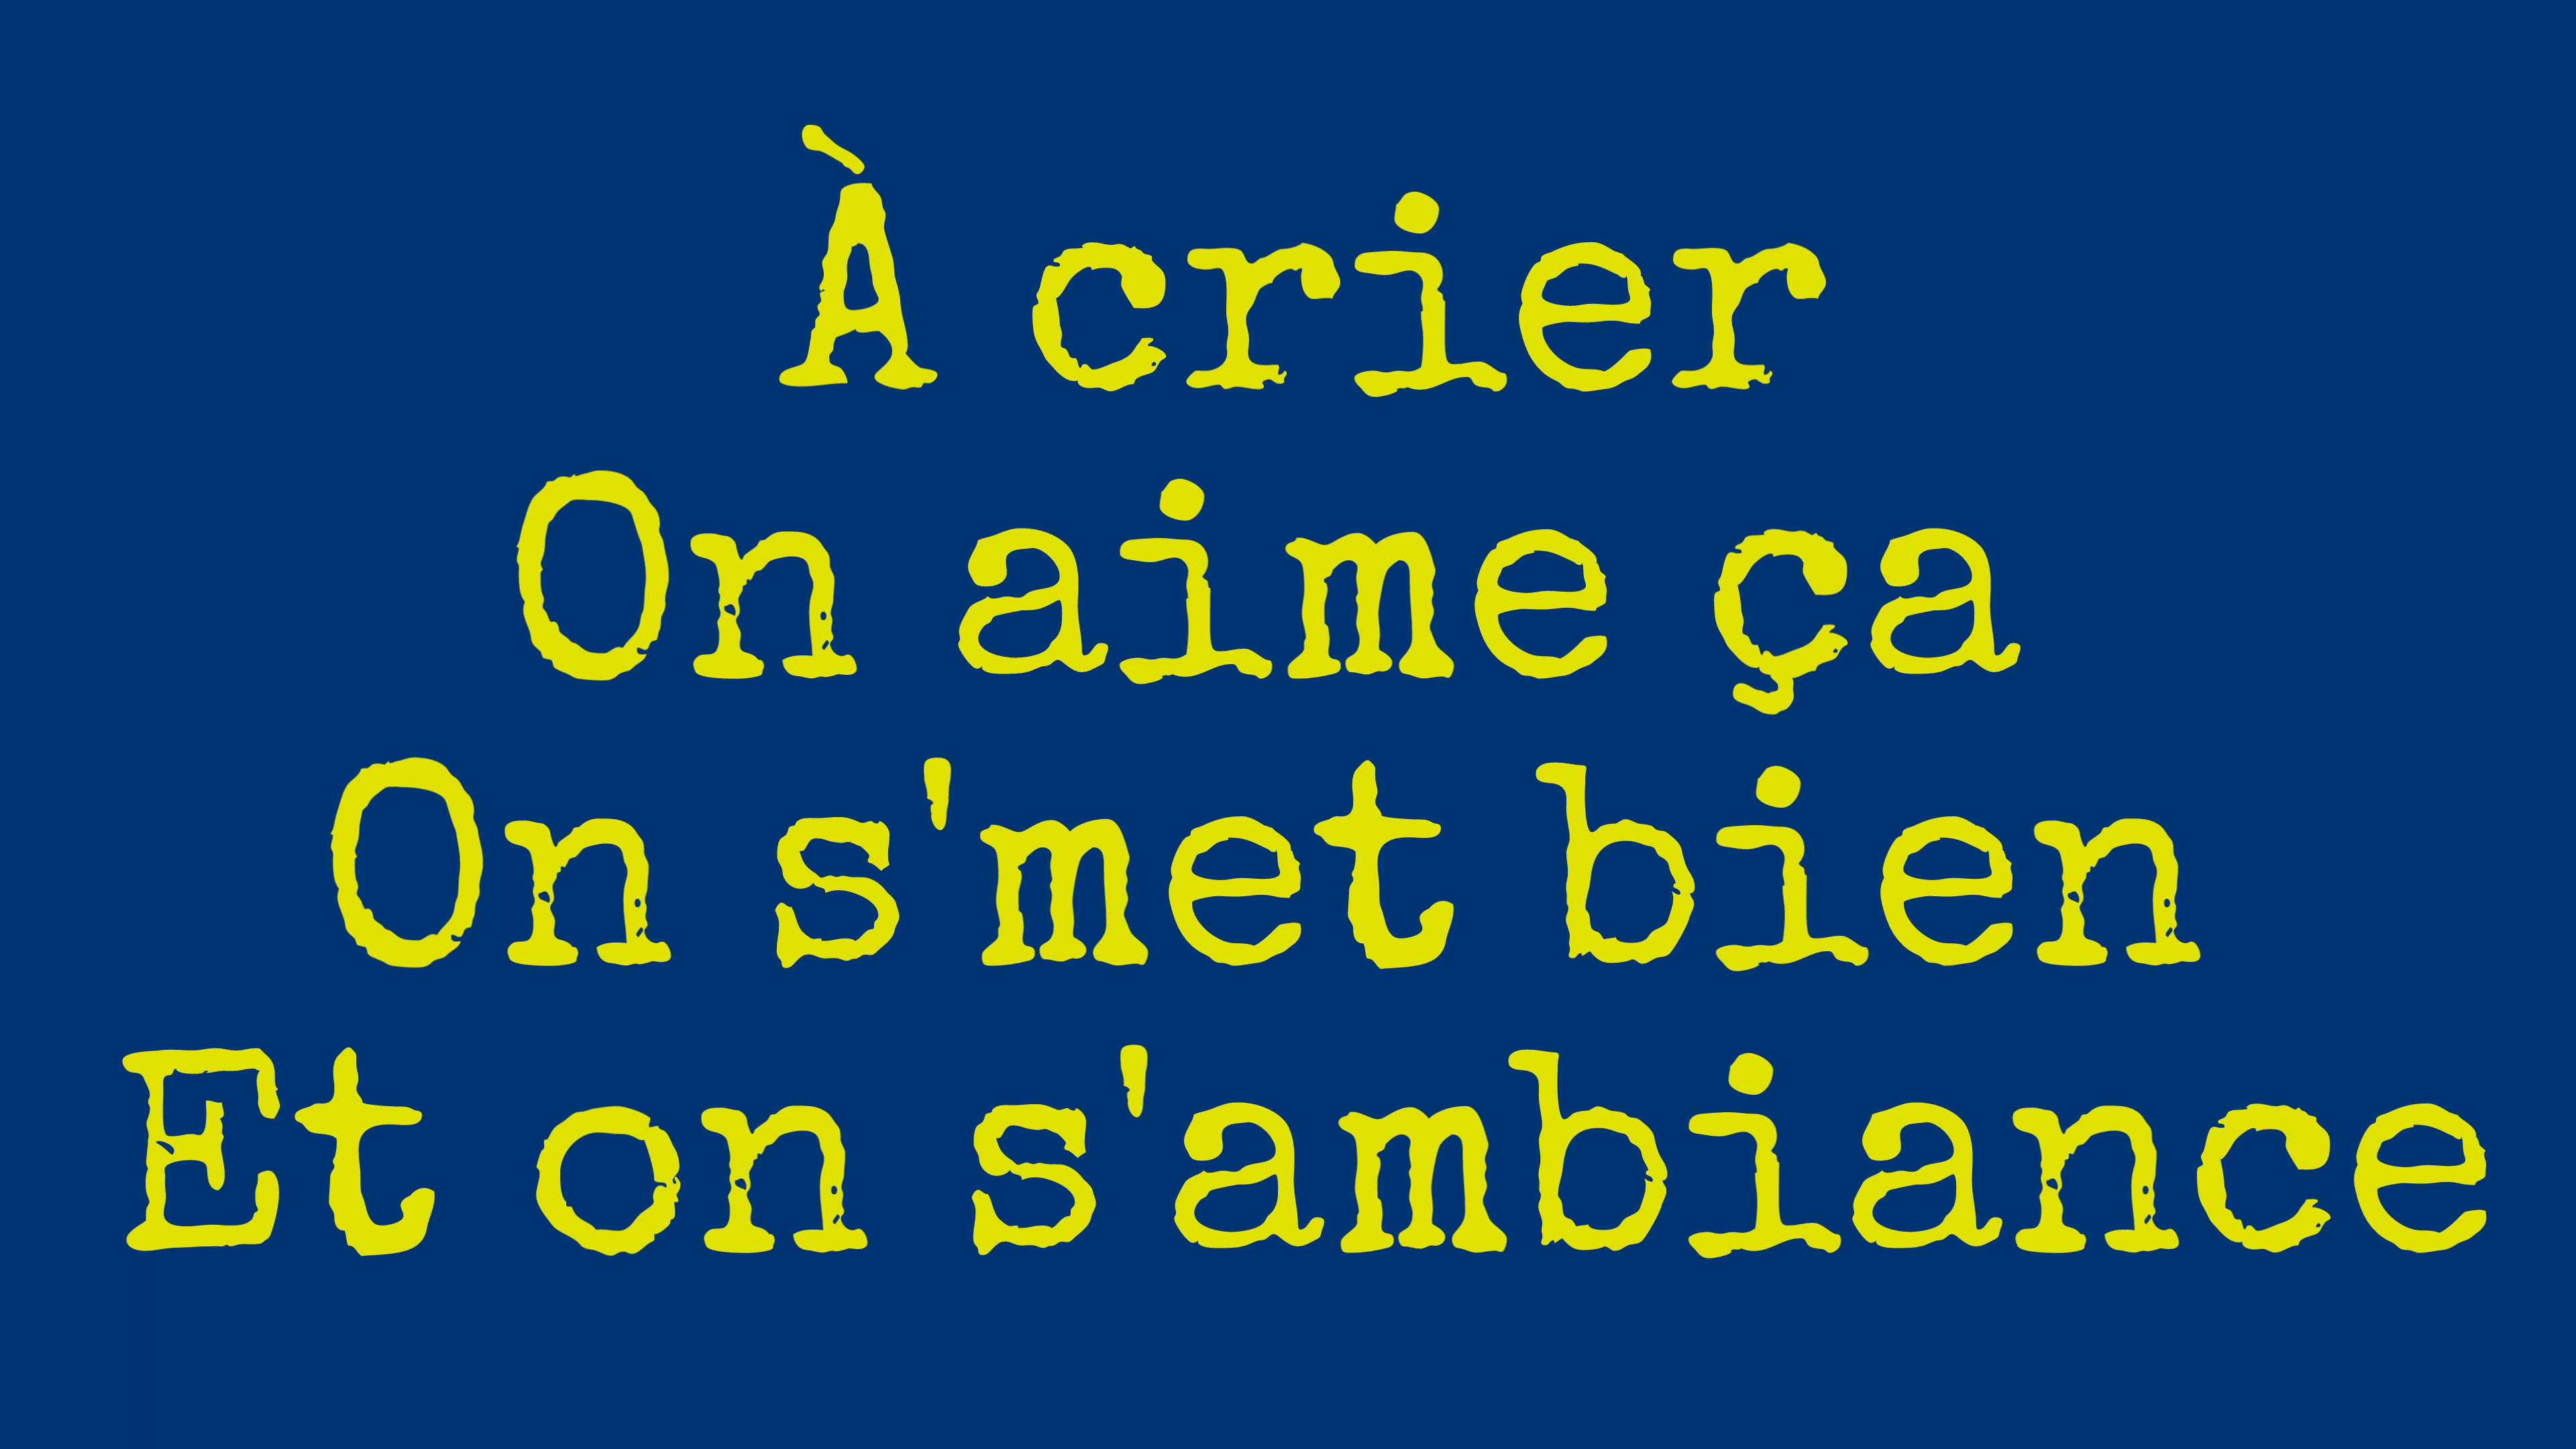 À crier
On aime ça
On s'met bien
Et on s'ambiance